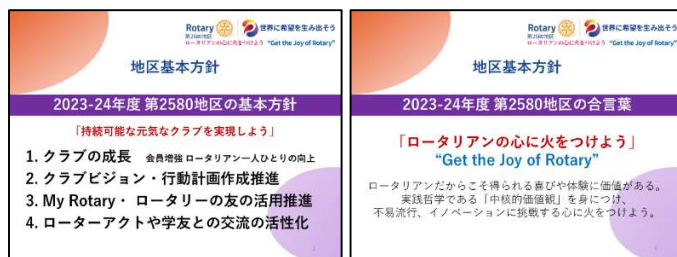 Rotary 世界に希望を生み出そう
第2580地区
ロータリアンの心に火をつけよう "Get the Joy of Rotary"
地区基本方針
2023-24年度 第2580地区の基本方針
「持続可能な元気なクラブを実現しよう」
1. クラブの成長 会員増強 ロータリアン一人ひとりの向上
2. クラブビジョン・行動計画作成推進
3. My Rotary・ ロータリーの友の活用推進
4. ローターアクトや学友との交流の活性化
Rotary 世界に希望を生み出そう
第2580地区
ロータリアンの心に火をつけよう "Get the Joy of Rotary"
地区基本方針
2023-24年度 第2580地区の合言葉
「ロータリアンの心に火をつけよう」
“Get the Joy of Rotary”
ロータリアンだからこそ得られる喜びや体験に価値がある。
実践哲学である「中核的価値観」を身につけ、
不易流行、イノベーションに挑戦する心に火をつけよう。